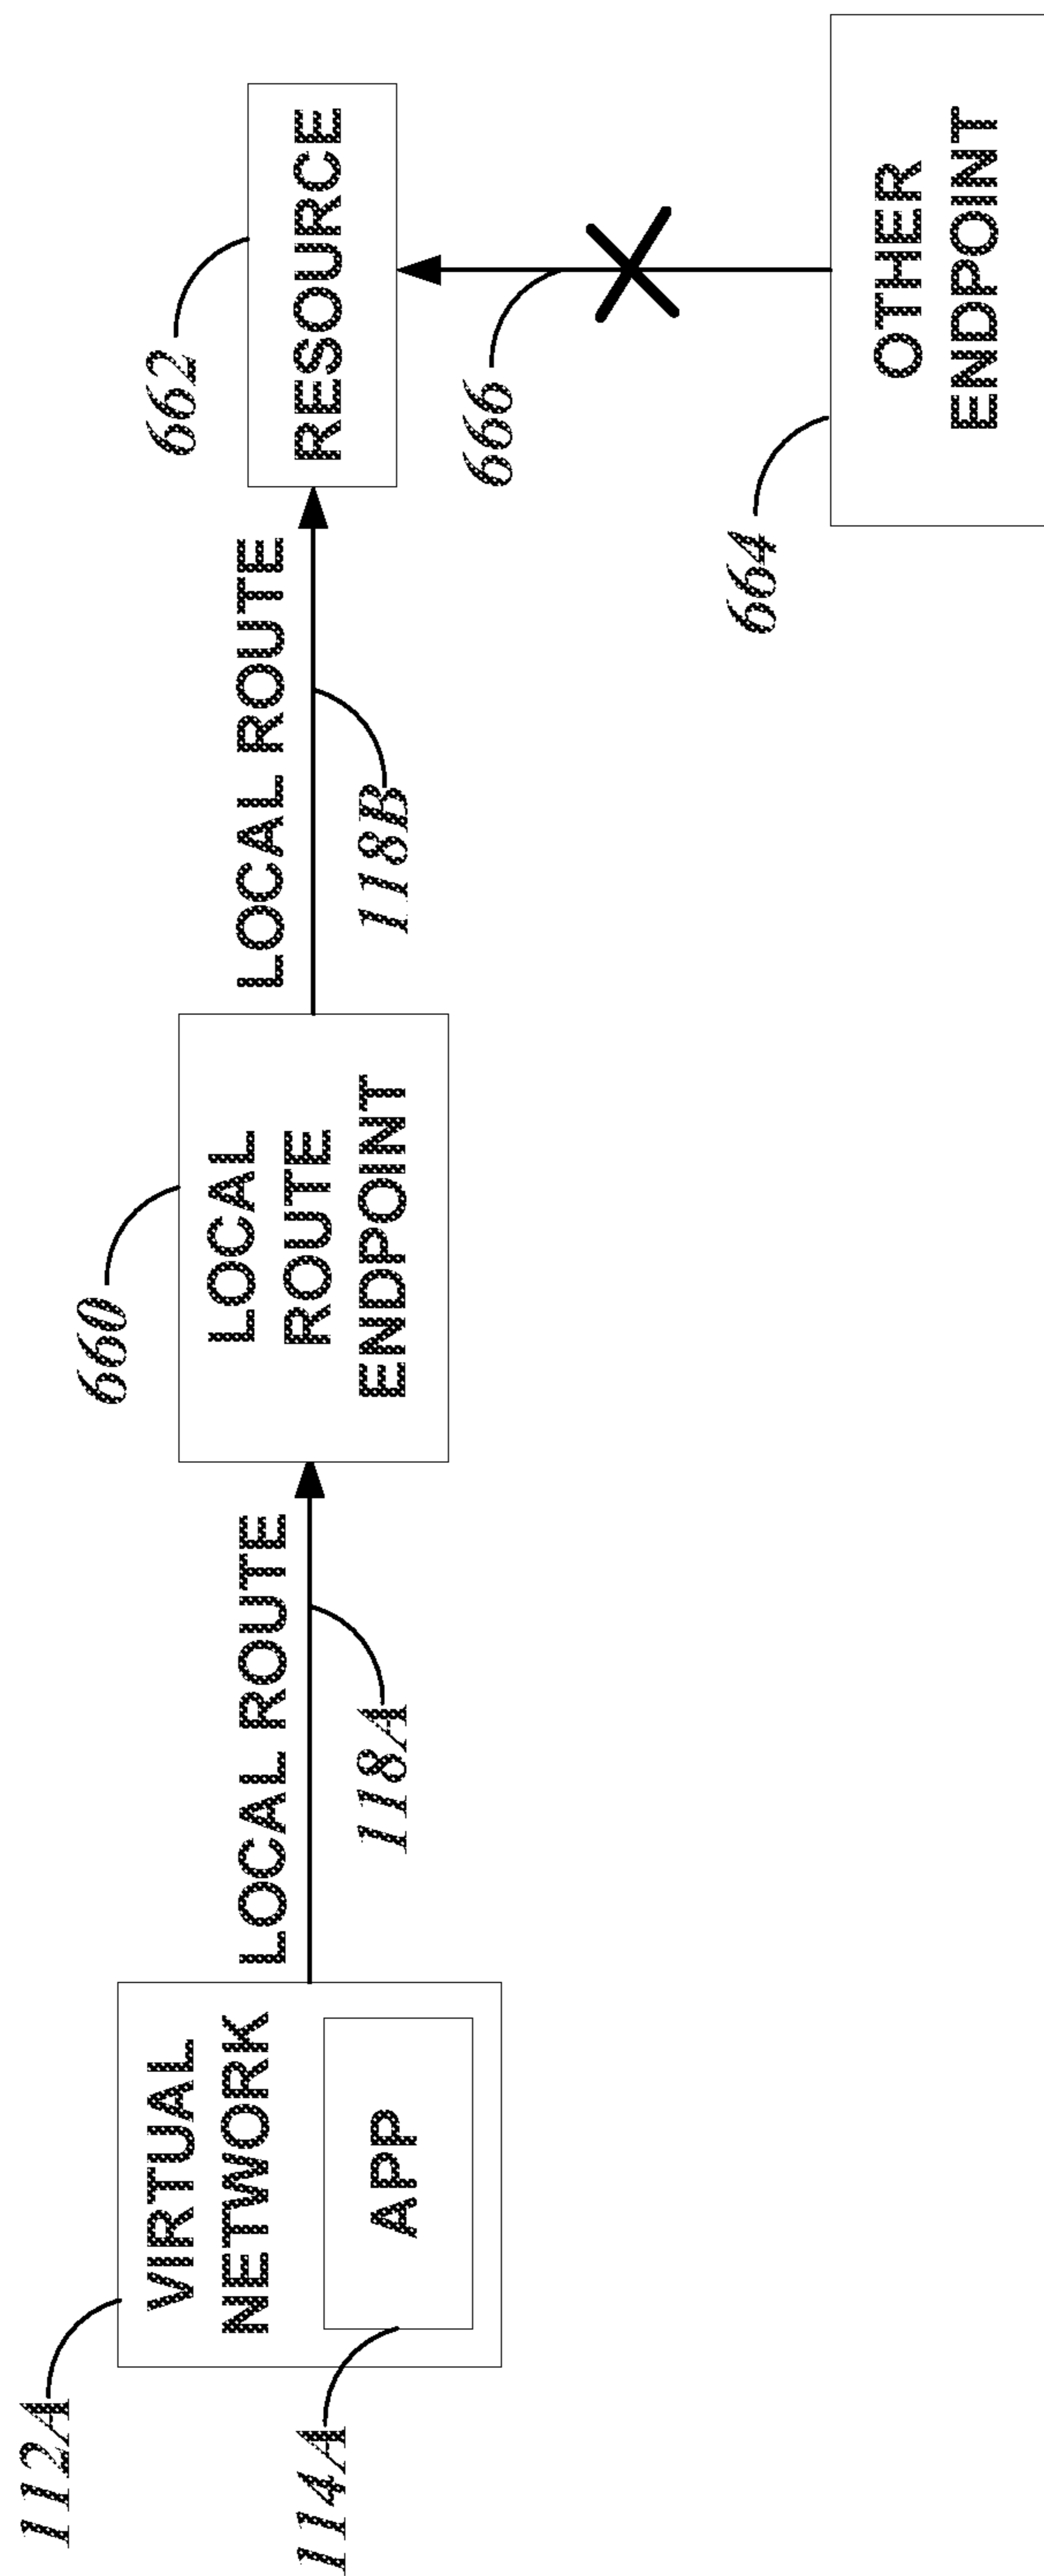 112A
VIRTUAL
NETWORK
114A
APP
LOCAL ROUTE
118A
660
LOCAL
ROUTE
ENDPOINT
LOCAL ROUTE
118B
662
RESOURCE
666
664
OTHER
ENDPOINT